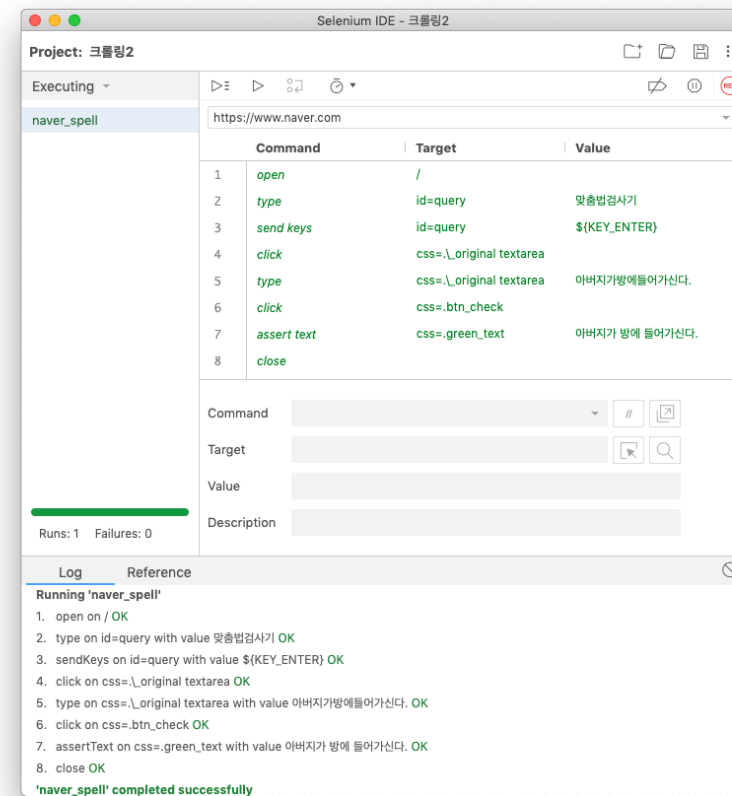 Selenium IDE - 크롤링2
Project: 크롤링2
Executing
REC
naver_spell
https://www.naver.com
Command Target Value
1 open /
2 type id=query 맞춤법검사기
3 send keys id=query ${KEY_ENTER}
4 click css=.\_original textarea
5 type css=.\_original textarea 아버지가방에들어가신다.
6 click css=.btn_check
7 assert text css=.green_text 아버지가 방에 들어가신다.
8 close
Command //
Target
Value
Description
Runs: 1 Failures: 0
Log Reference
Running 'naver_spell'
1. open on / OK
2. type on id=query with value 맞춤법검사기 OK
3. sendKeys on id=query with value ${KEY_ENTER} OK
4. click on css=.\_original textarea OK
5. type on css=.\_original textarea with value 아버지가방에들어가신다. OK
6. click on css=.btn_check OK
7. assertText on css=.green_text with value 아버지가 방에 들어가신다. OK
8. close OK
'naver_spell' completed successfully